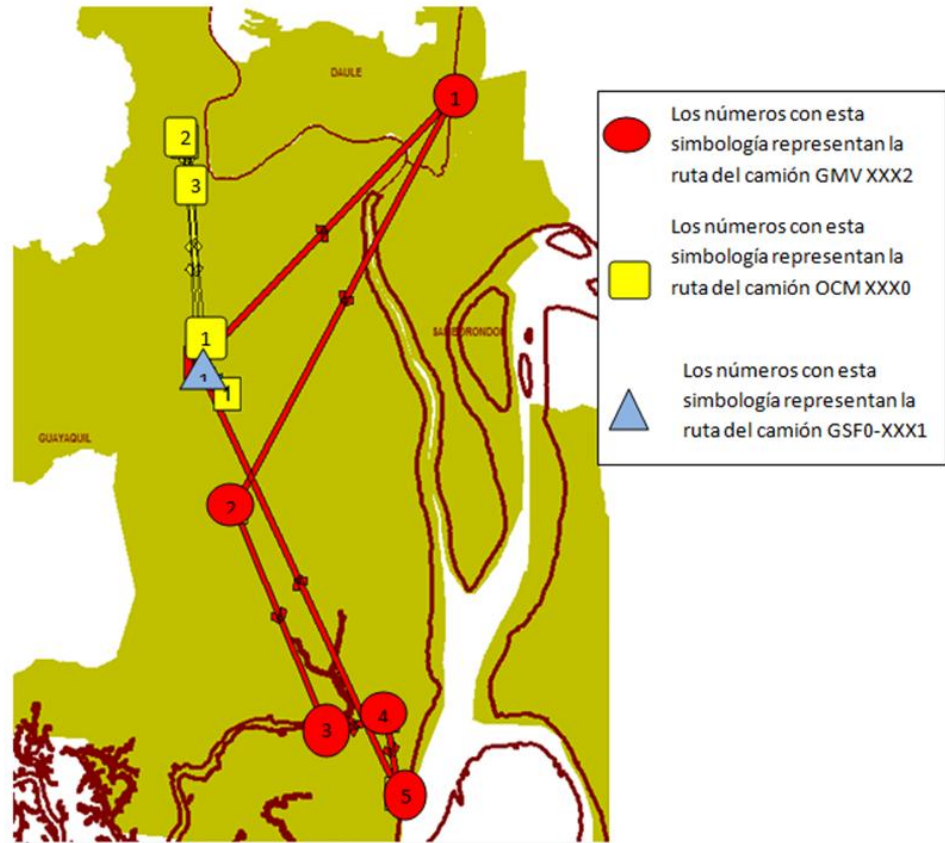 DAULE
1
2
3
1
1
GUAYAQUIL
2
3
4
5
Los números con esta
simbología representan la
ruta del camión GMV XXX2
Los números con esta
simbología representan la
ruta del camión OCM XXX0
Los números con esta
simbología representan la
ruta del camión GSF0-XXX1